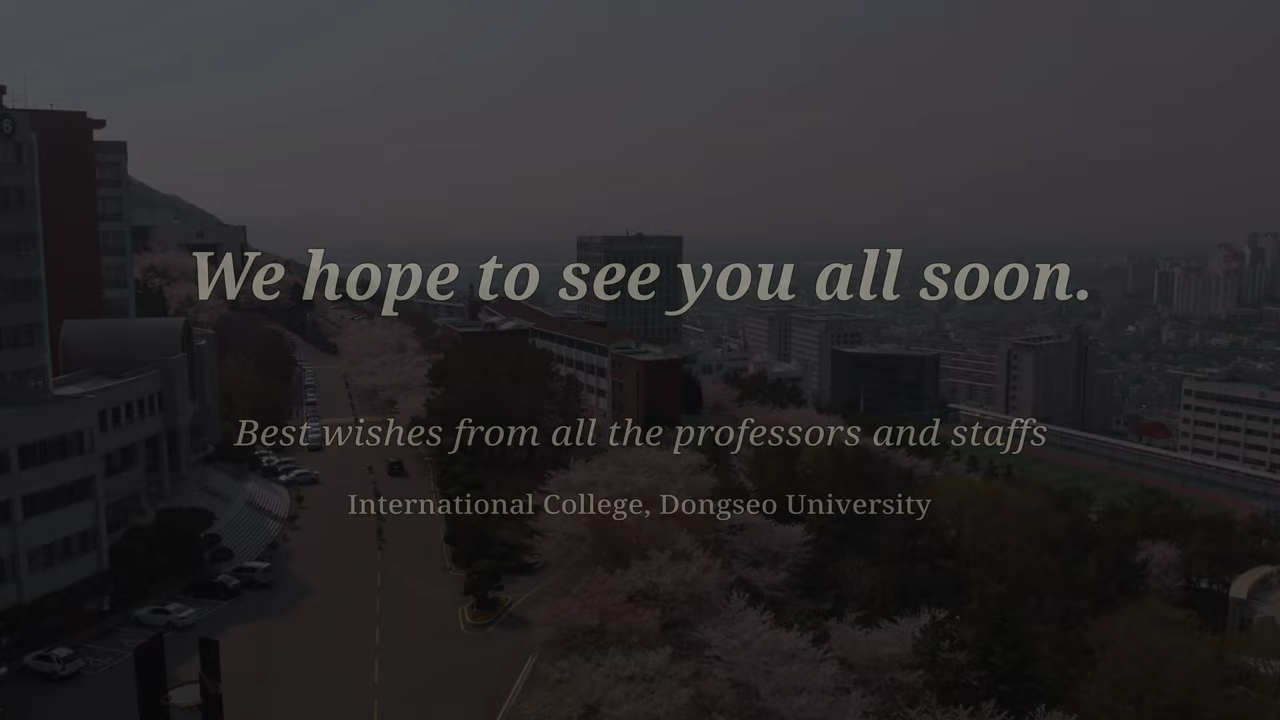 6
We hope to see you all soon.
Best wishes from all the professors and staffs
International College, Dongseo University